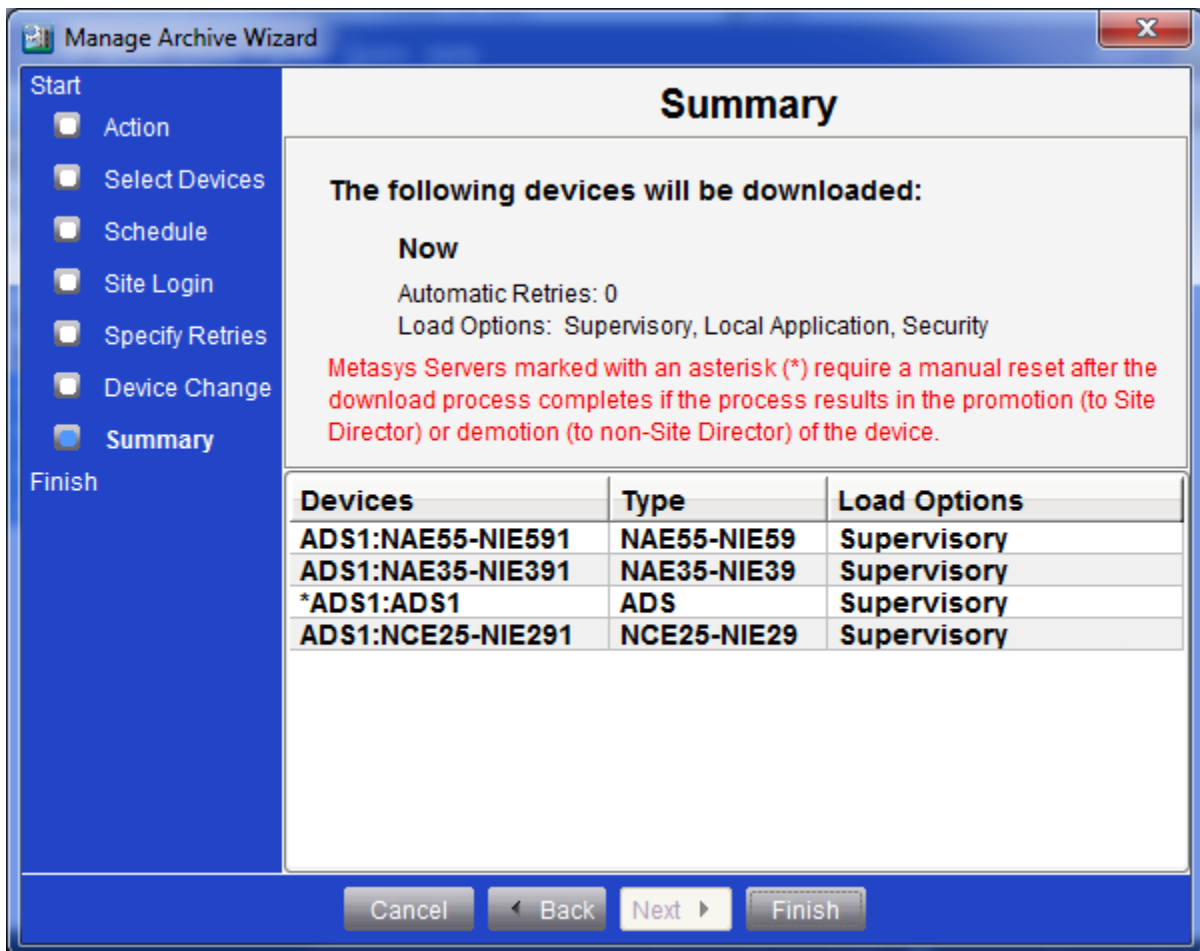 Manage Archive Wizard
Start
Action
Select Devices
Schedule
Site Login
Specify Retries
Device Change
Summary
Finish
Summary
The following devices will be downloaded:
Now
Automatic Retries: 0
Load Options: Supervisory, Local Application, Security
Metasys Servers marked with an asterisk (*) require a manual reset after the
download process completes if the process results in the promotion (to Site
Director) or demotion (to non-Site Director) of the device.
Devices Type Load Options
ADS1:NAE55-NIE591 NAE55-NIE59 Supervisory
ADS1:NAE35-NIE391 NAE35-NIE39 Supervisory
*ADS1:ADS1 ADS Supervisory
ADS1:NCE25-NIE291 NCE25-NIE29 Supervisory
Cancel Back Next Finish